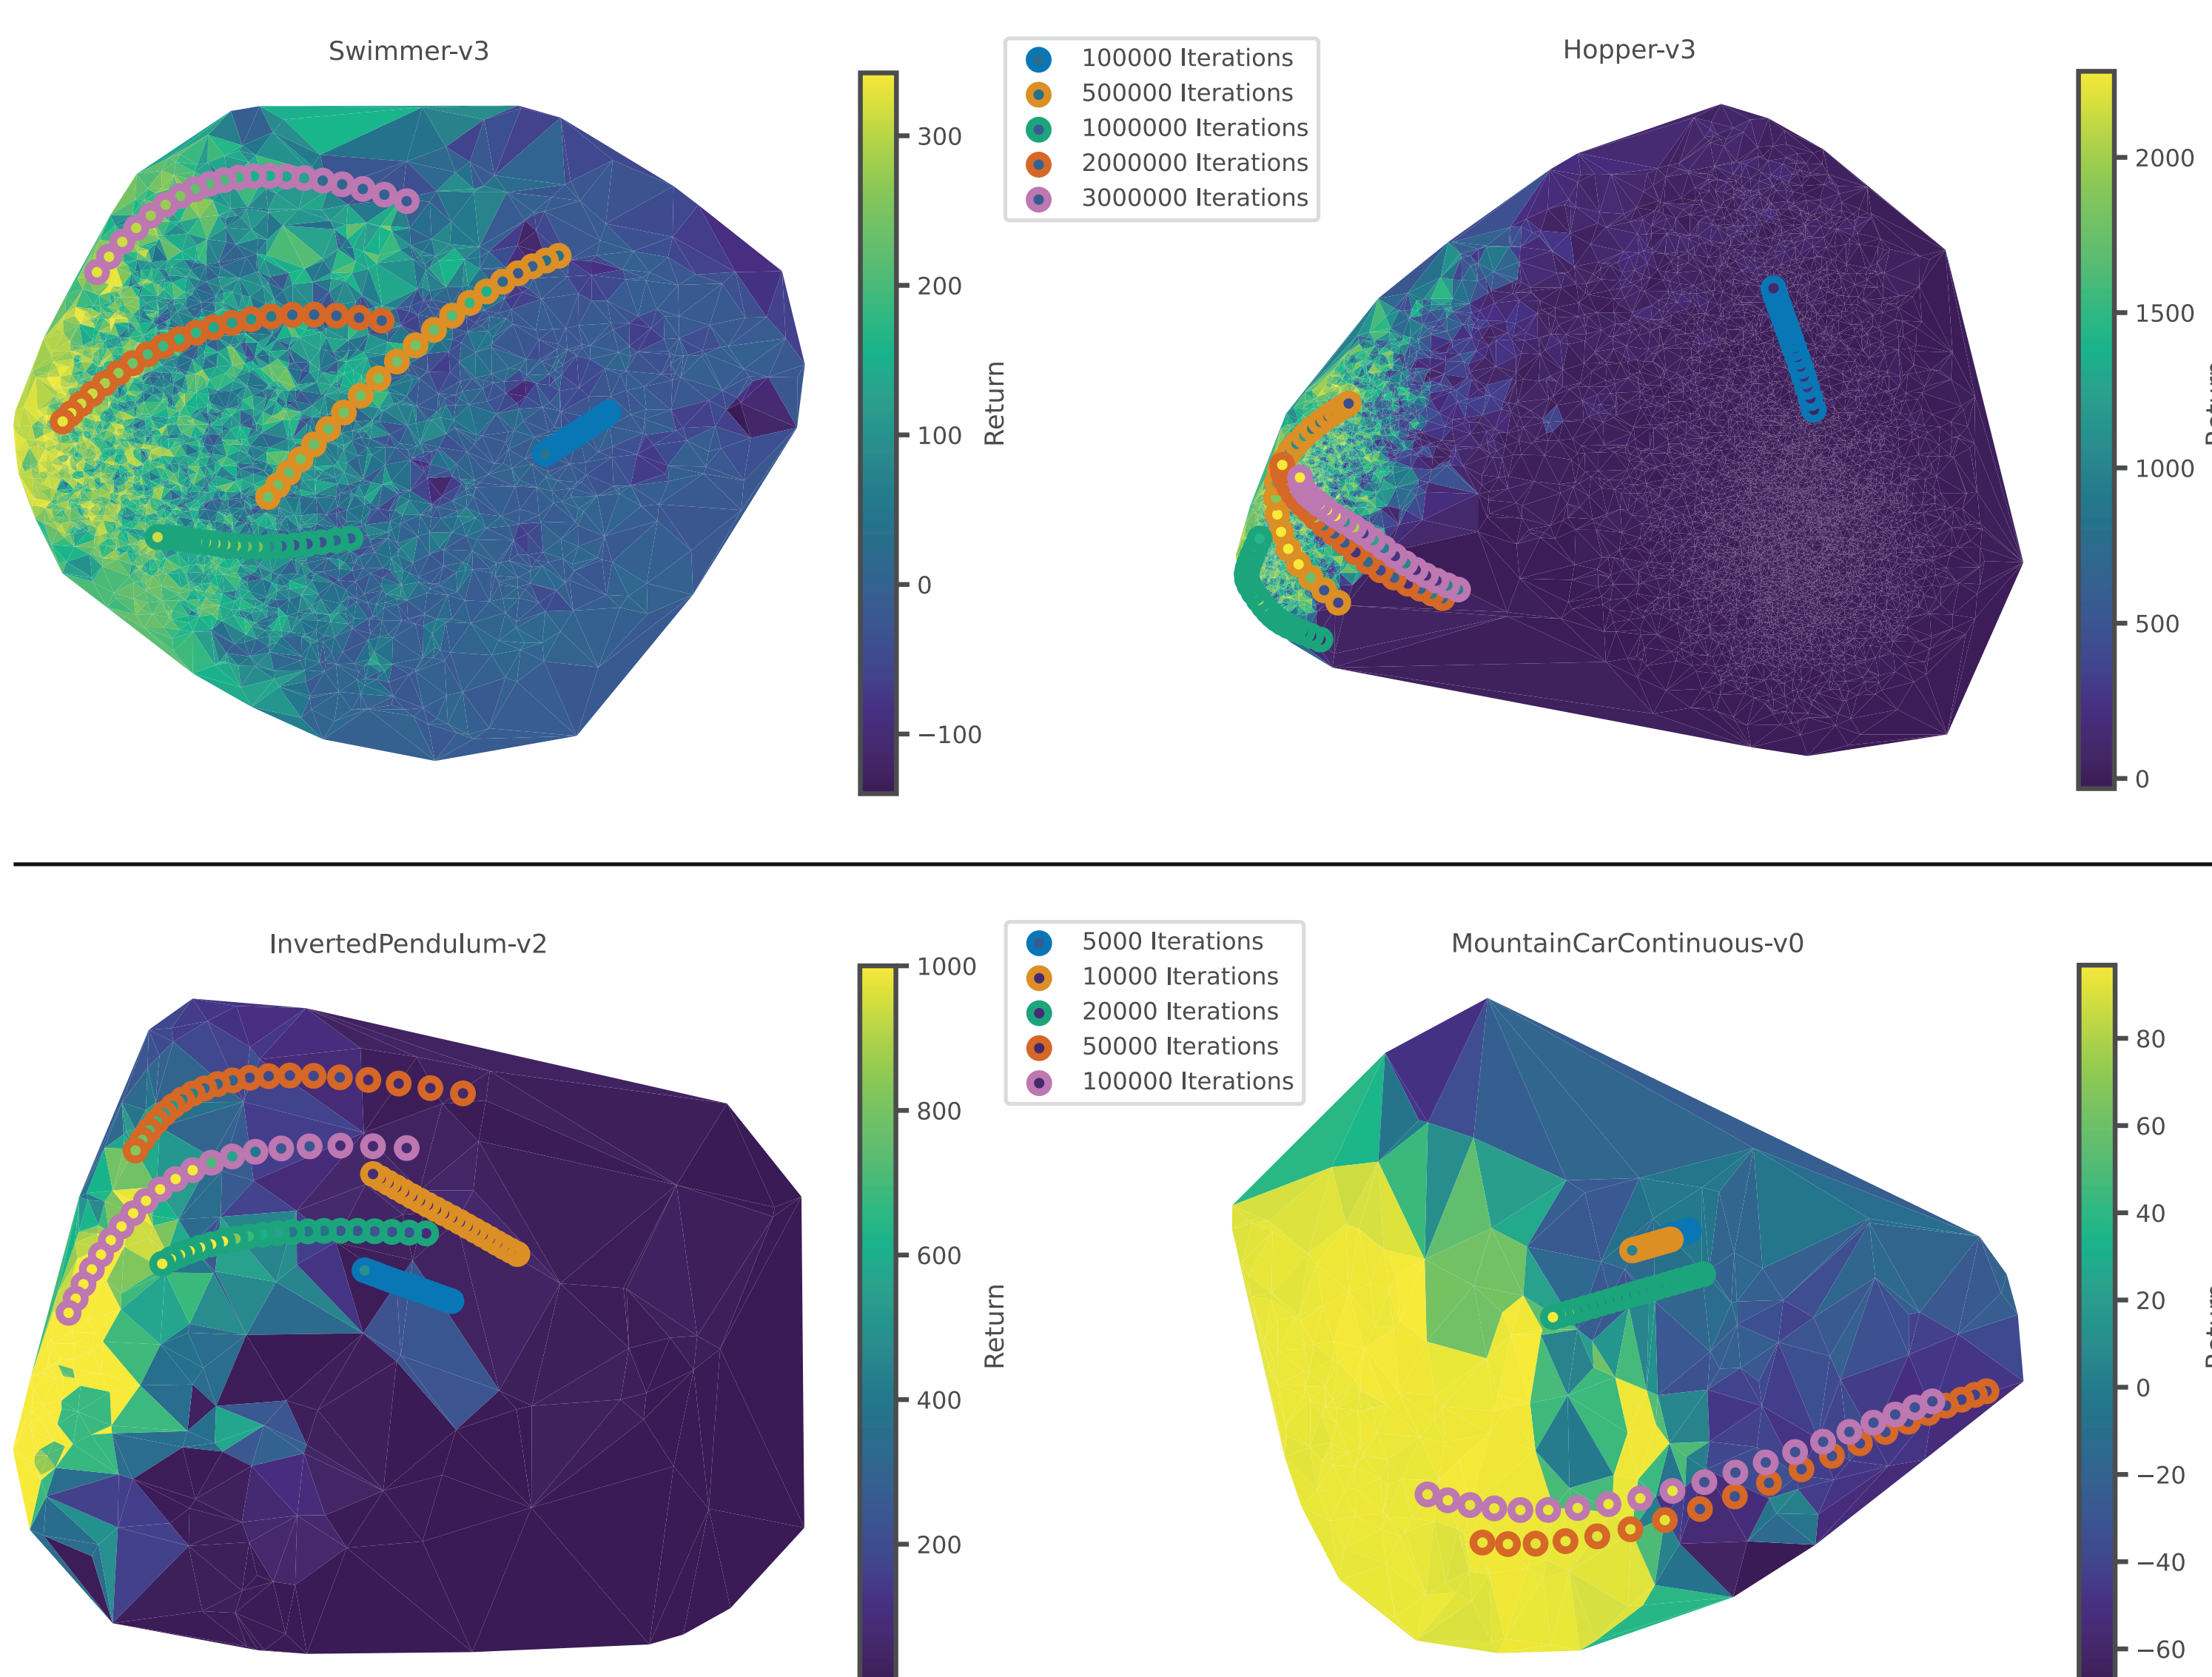 Swimmer-v3
300
200
100
0
−100
Return
100000 Iterations
500000 Iterations
1000000 Iterations
2000000 Iterations
3000000 Iterations
Hopper-v3
2000
1500
1000
500
0
InvertedPendulum-v2
1000
800
600
400
200
Return
5000 Iterations
10000 Iterations
20000 Iterations
50000 Iterations
100000 Iterations
MountainCarContinuous-v0
80
60
40
20
0
−20
−40
−60